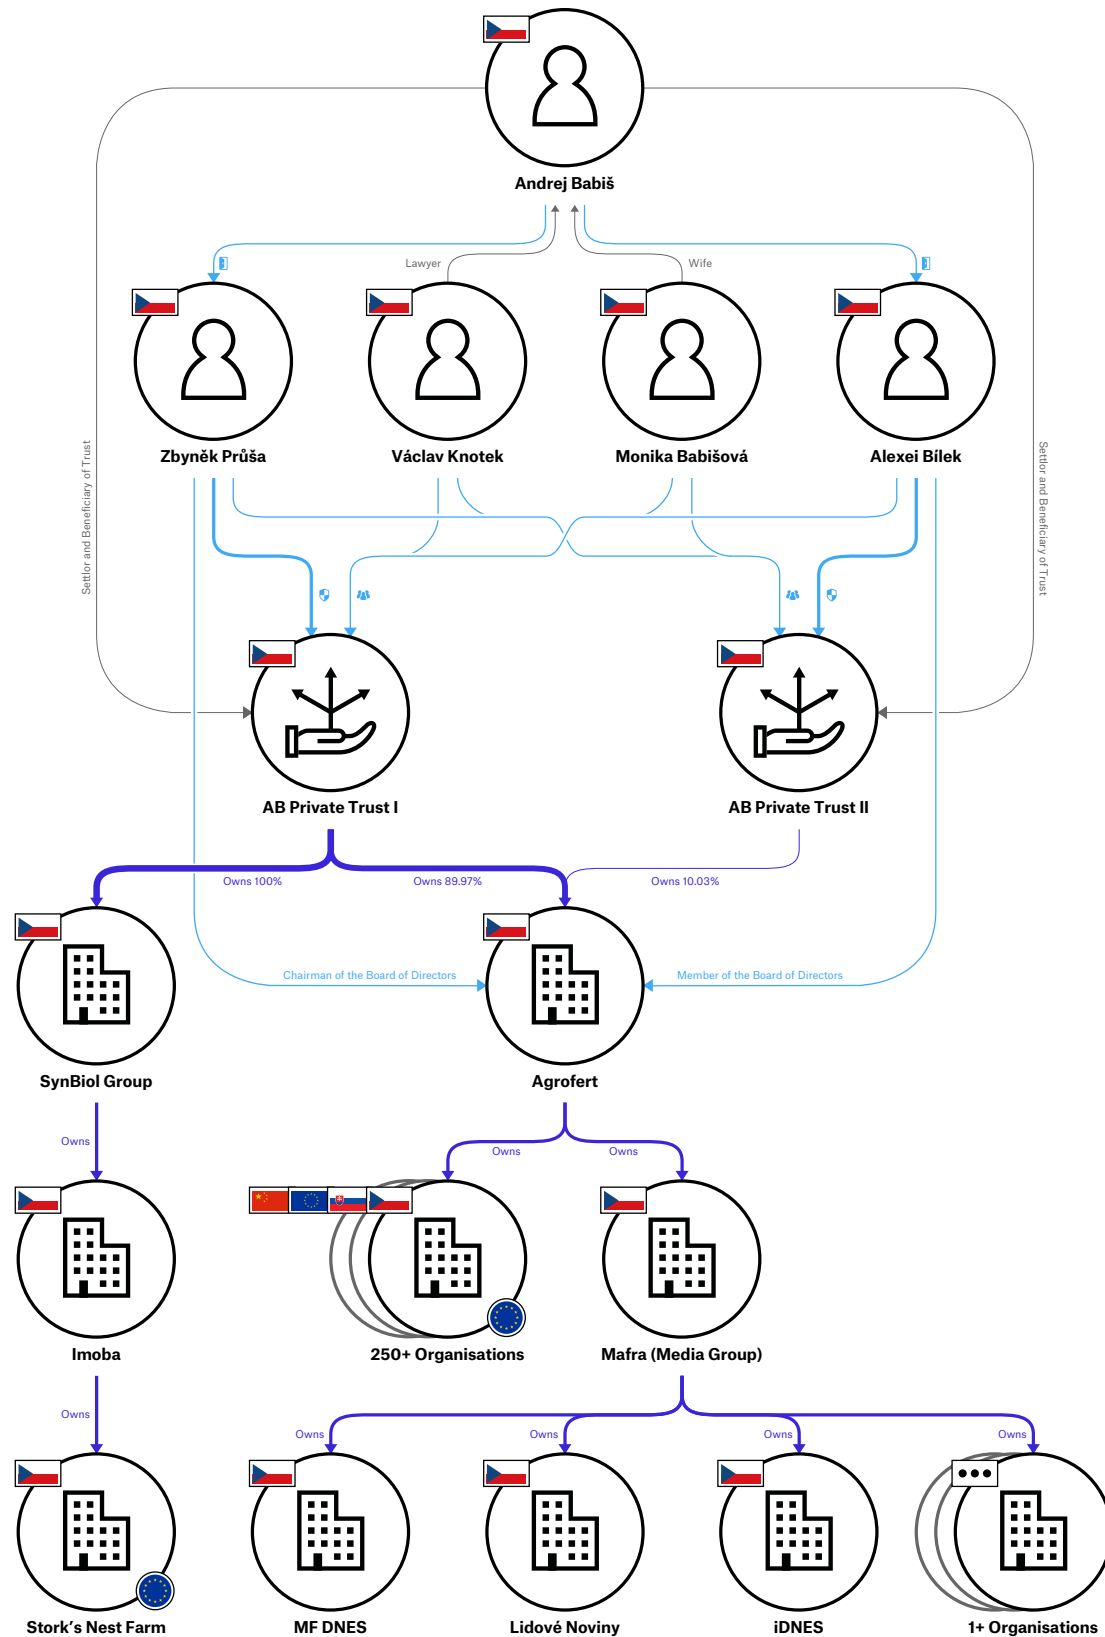 Andrej Babiš
Lawyer
Wife
Zbyněk Průša
Václav Knotek
Monika Babišová
Alexei Bílek
Settlor and Beneficiary of Trust
Settlor and Beneficiary of Trust
AB Private Trust I
AB Private Trust II
Owns 100%
Owns 89.97%
Owns 10.03%
Chairman of the Board of Directors
Member of the Board of Directors
SynBiol Group
Agrofert
Owns
Owns
Owns
Imoba
250+ Organisations
Mafra (Media Group)
Owns
Owns
Owns
Owns
Owns
Stork's Nest Farm
MF DNES
Lidové Noviny
iDNES
1+ Organisations